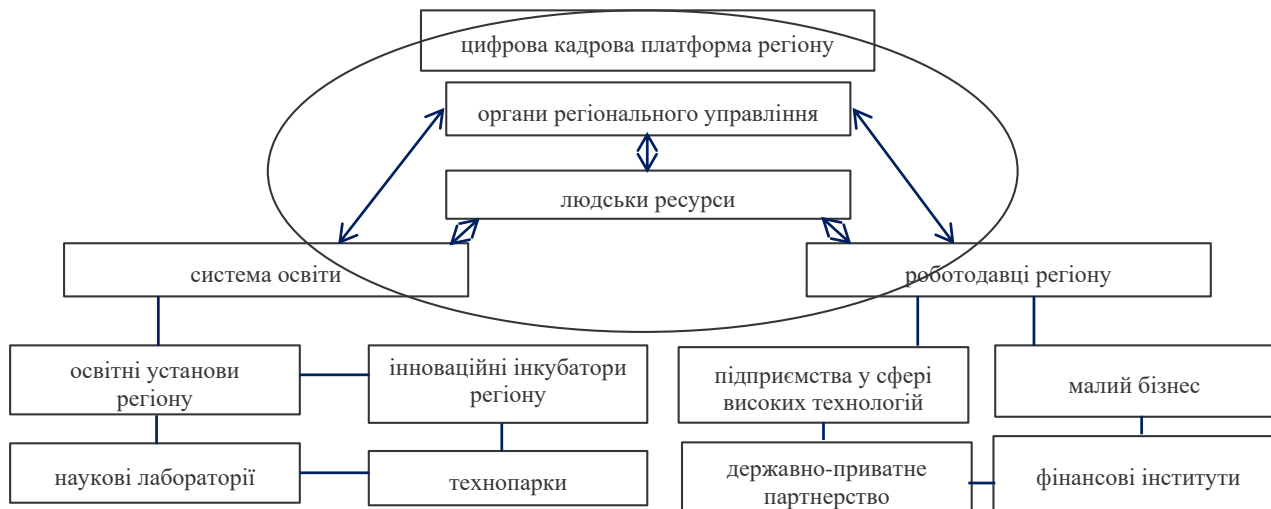 цифрова кадрова платформа регіону
органи регіонального управління
людськи ресурси
система освіти
роботодавці регіону
освітні установи
регіону
інноваційні інкубатори
регіону
підприємства у сфері
високих технологій
малий бізнес
наукові лабораторії
технопарки
державно-приватне
партнерство
фінансові інститути